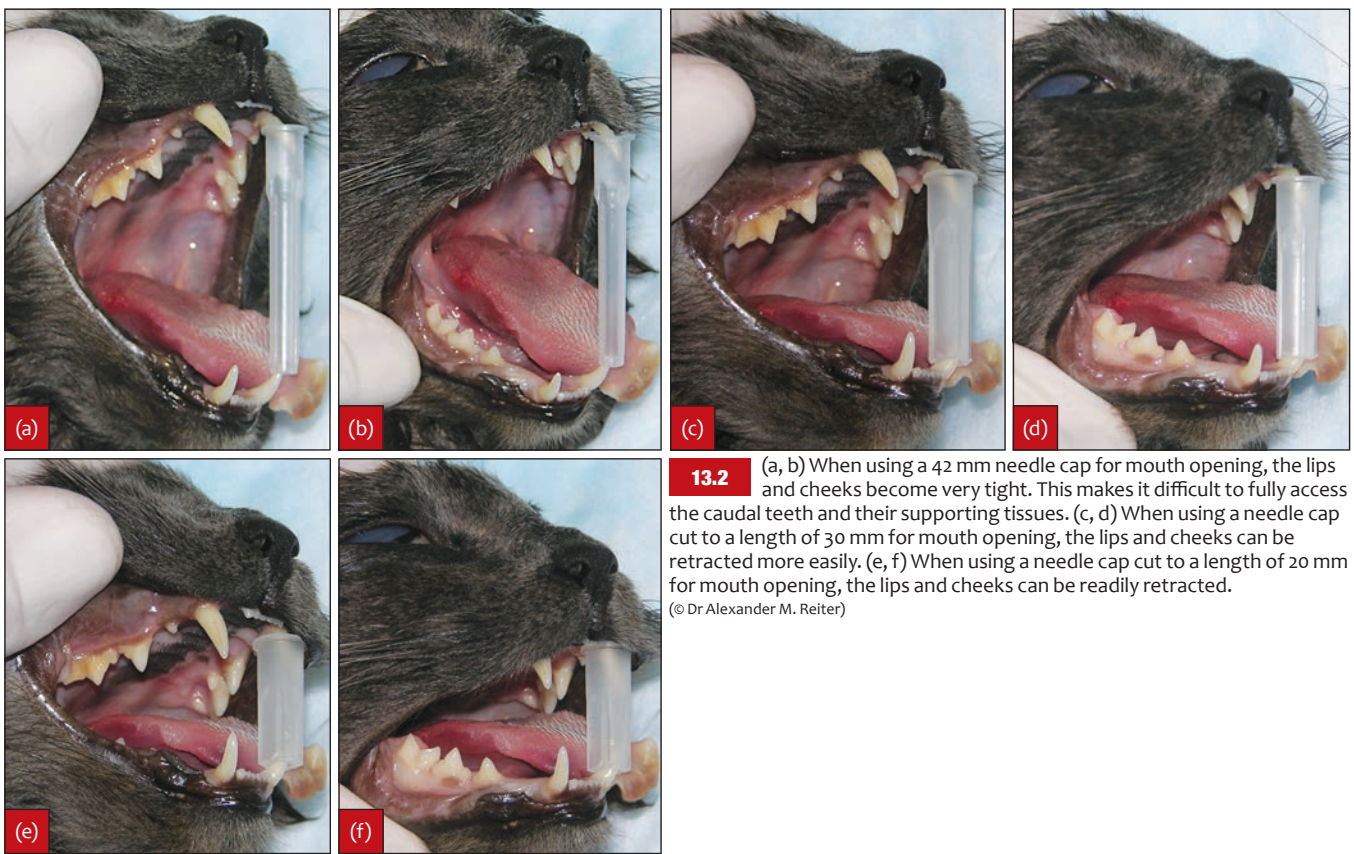 (a)
(b)
(c)
(d)
(e)
(f)
13.2 (a, b) When using a 42 mm needle cap for mouth opening, the lips
and cheeks become very tight. This makes it difficult to fully access
the caudal teeth and their supporting tissues. (c, d) When using a needle cap
cut to a length of 30 mm for mouth opening, the lips and cheeks can be
retracted more easily. (e, f) When using a needle cap cut to a length of 20 mm
for mouth opening, the lips and cheeks can be readily retracted.
(© Dr Alexander M. Reiter)